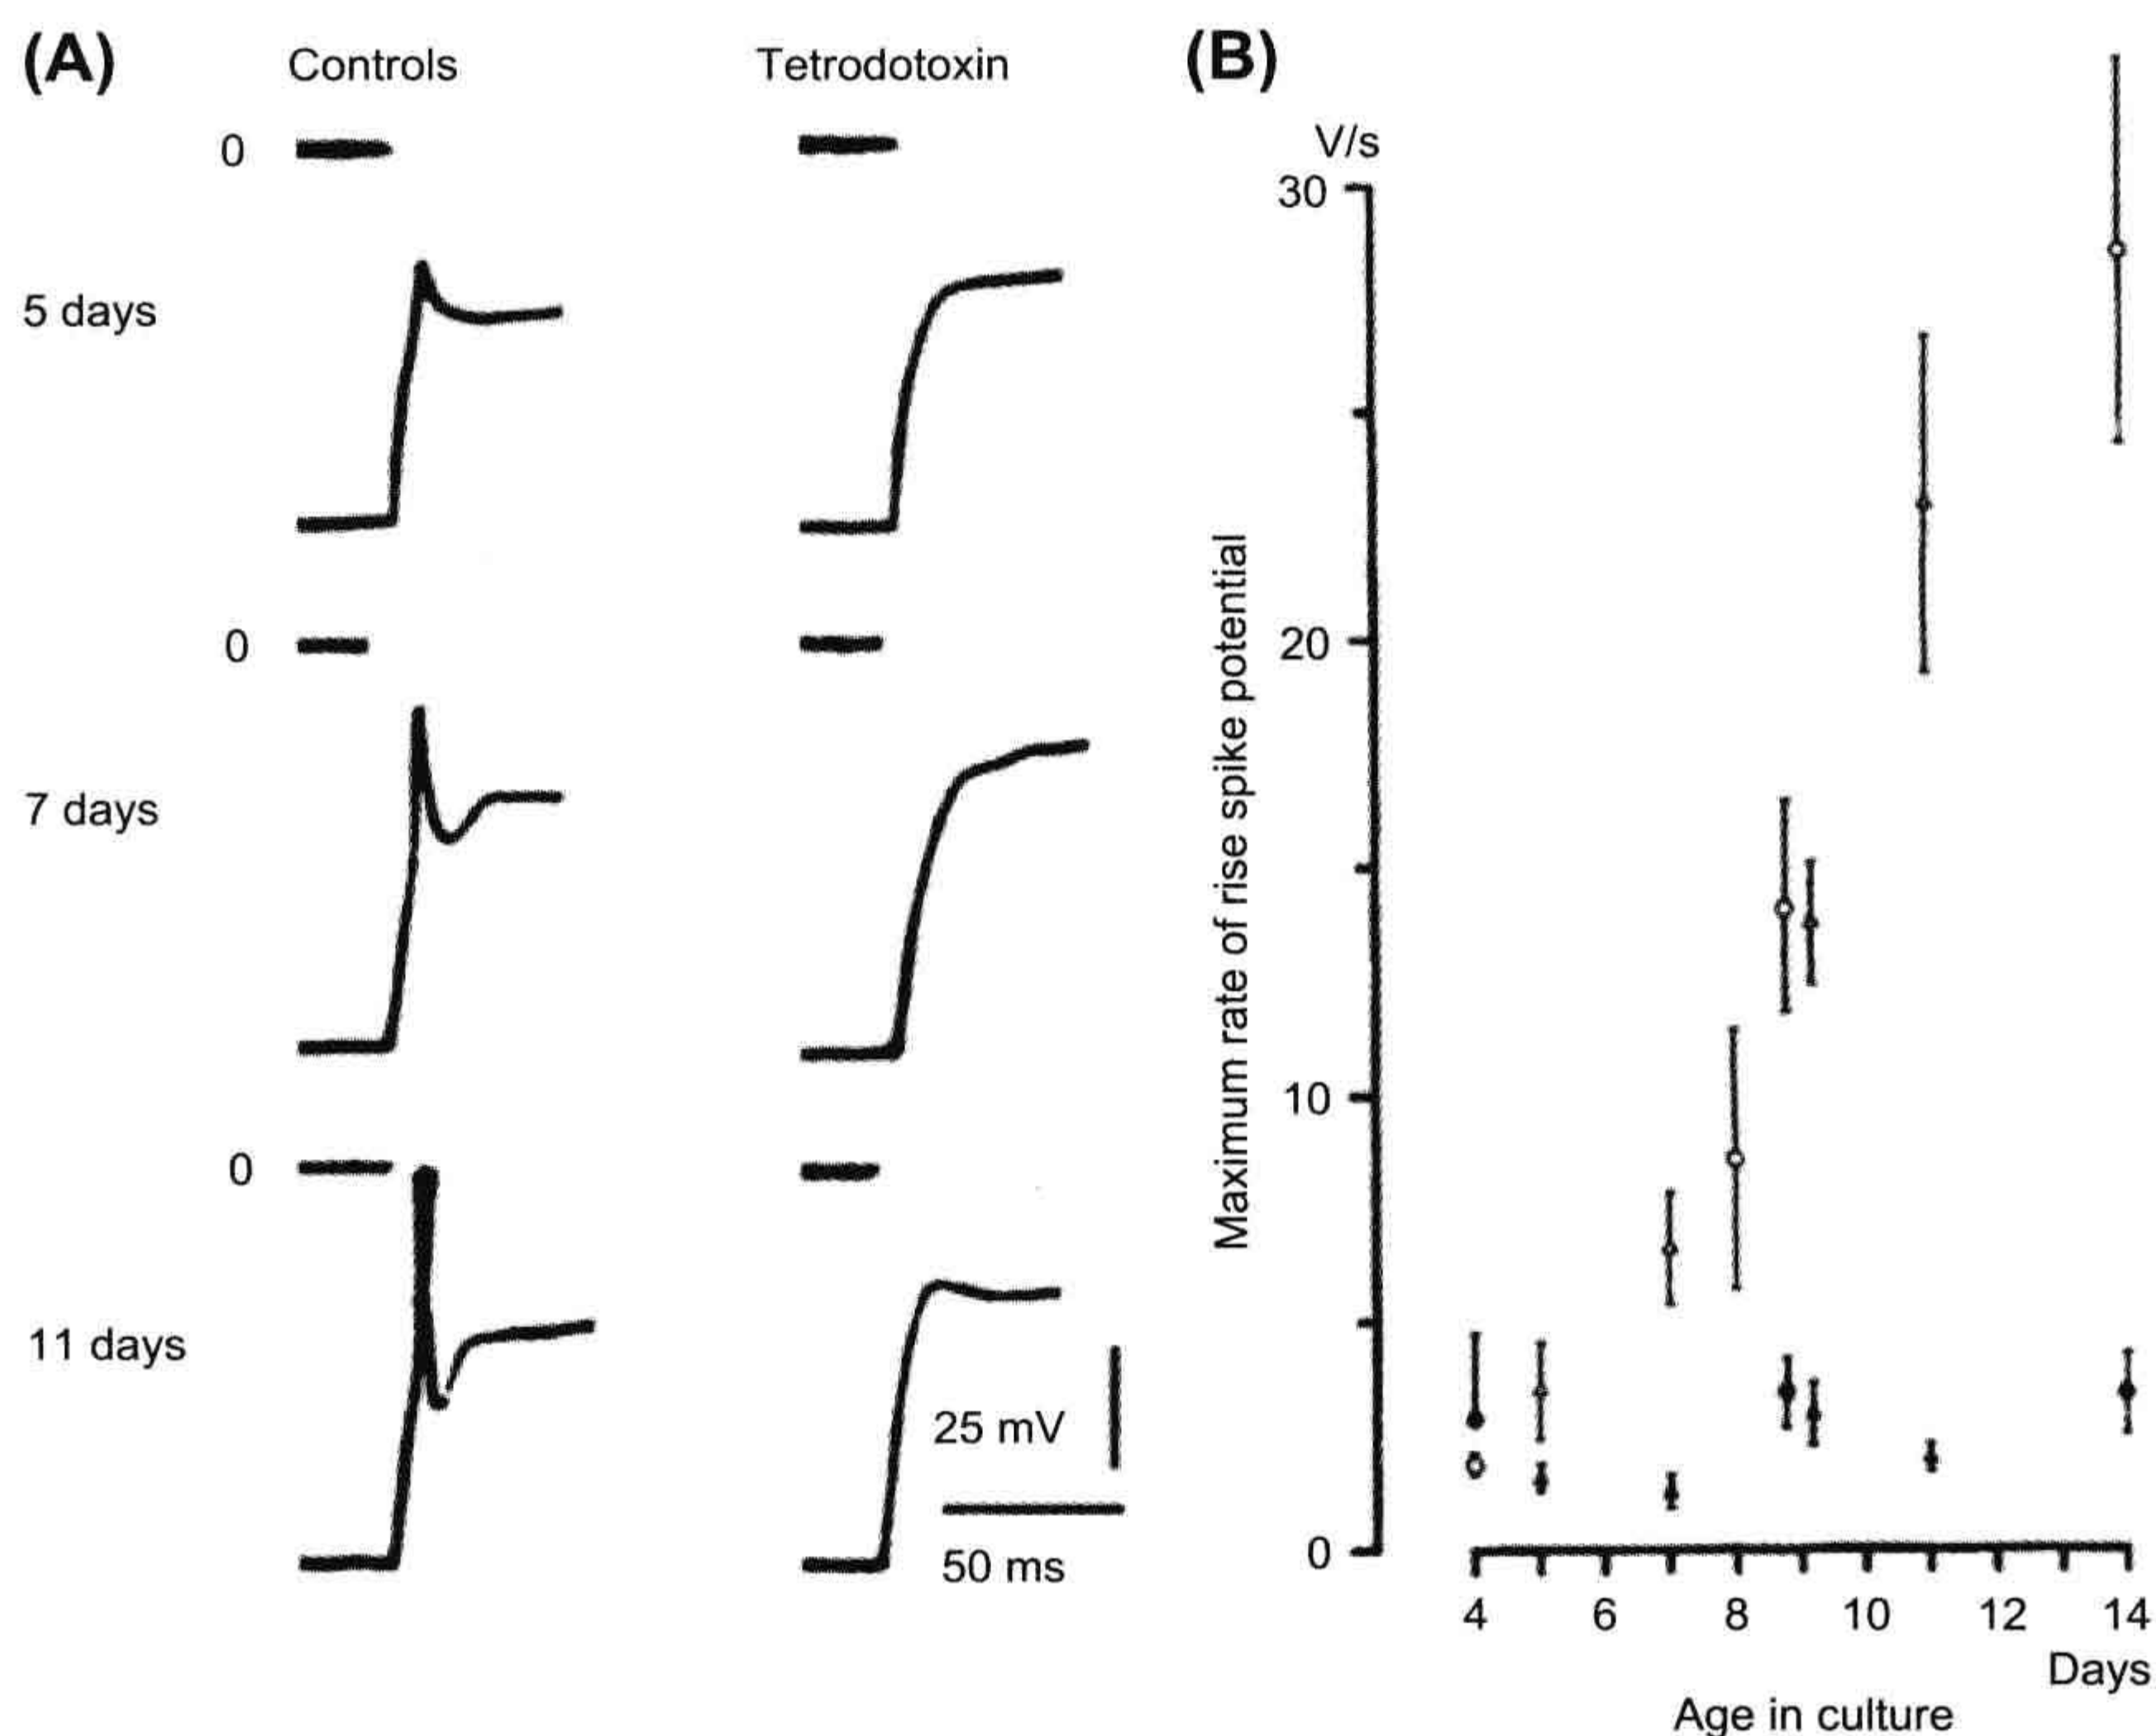 (A)
Controls
Tetrodotoxin
0
5 days
0
7 days
0
11 days
25 mV
50 ms
(B)
V/s
30
20
10
0
Maximum rate of rise spike potential
4 6 8 10 12 14
Days
Age in culture